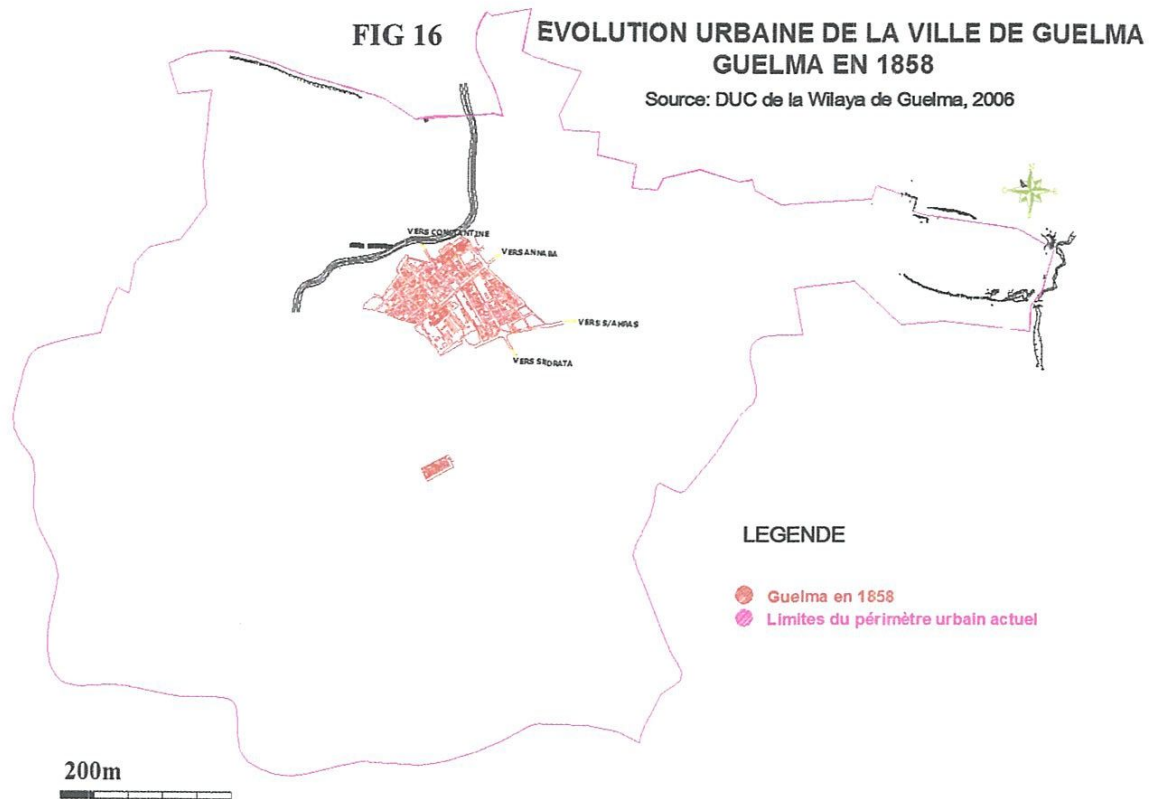 FIG 16
EVOLUTION URBAINE DE LA VILLE DE GUELMA
GUELMA EN 1858
Source: DUC de la Wilaya de Guelma, 2006
VERS CONSTANTINE
VERS ANNABA
VERS S/AHRAS
VERS SEDRATA
LEGENDE
Guelma en 1858
Limites du périmètre urbain actuel
200m